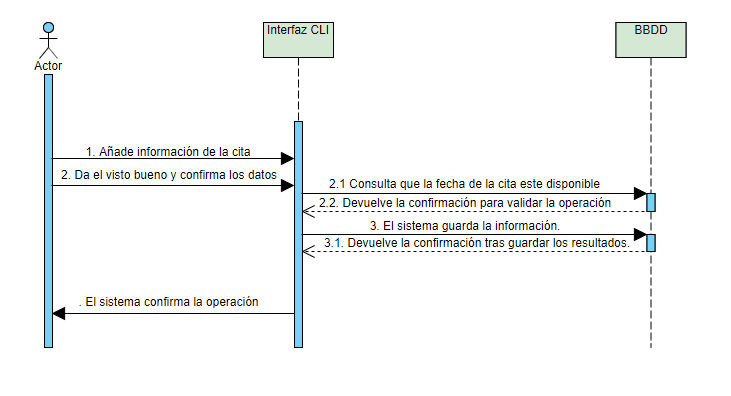 Interfaz CLI
BBDD
Actor
1. Añade información de la cita
2. Da el visto bueno y confirma los datos
2.1 Consulta que la fecha de la cita este disponible
2.2. Devuelve la confirmación para validar la operación
3. El sistema guarda la información.
3.1. Devuelve la confirmación tras guardar los resultados.
. El sistema confirma la operación